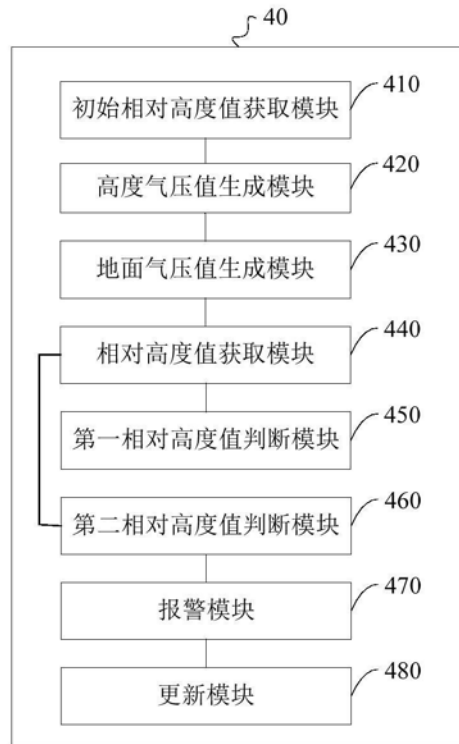 40
初始相对高度值获取模块
410
高度气压值生成模块
420
地面气压值生成模块
430
相对高度值获取模块
440
第一相对高度值判断模块
450
第二相对高度值判断模块
460
报警模块
470
更新模块
480